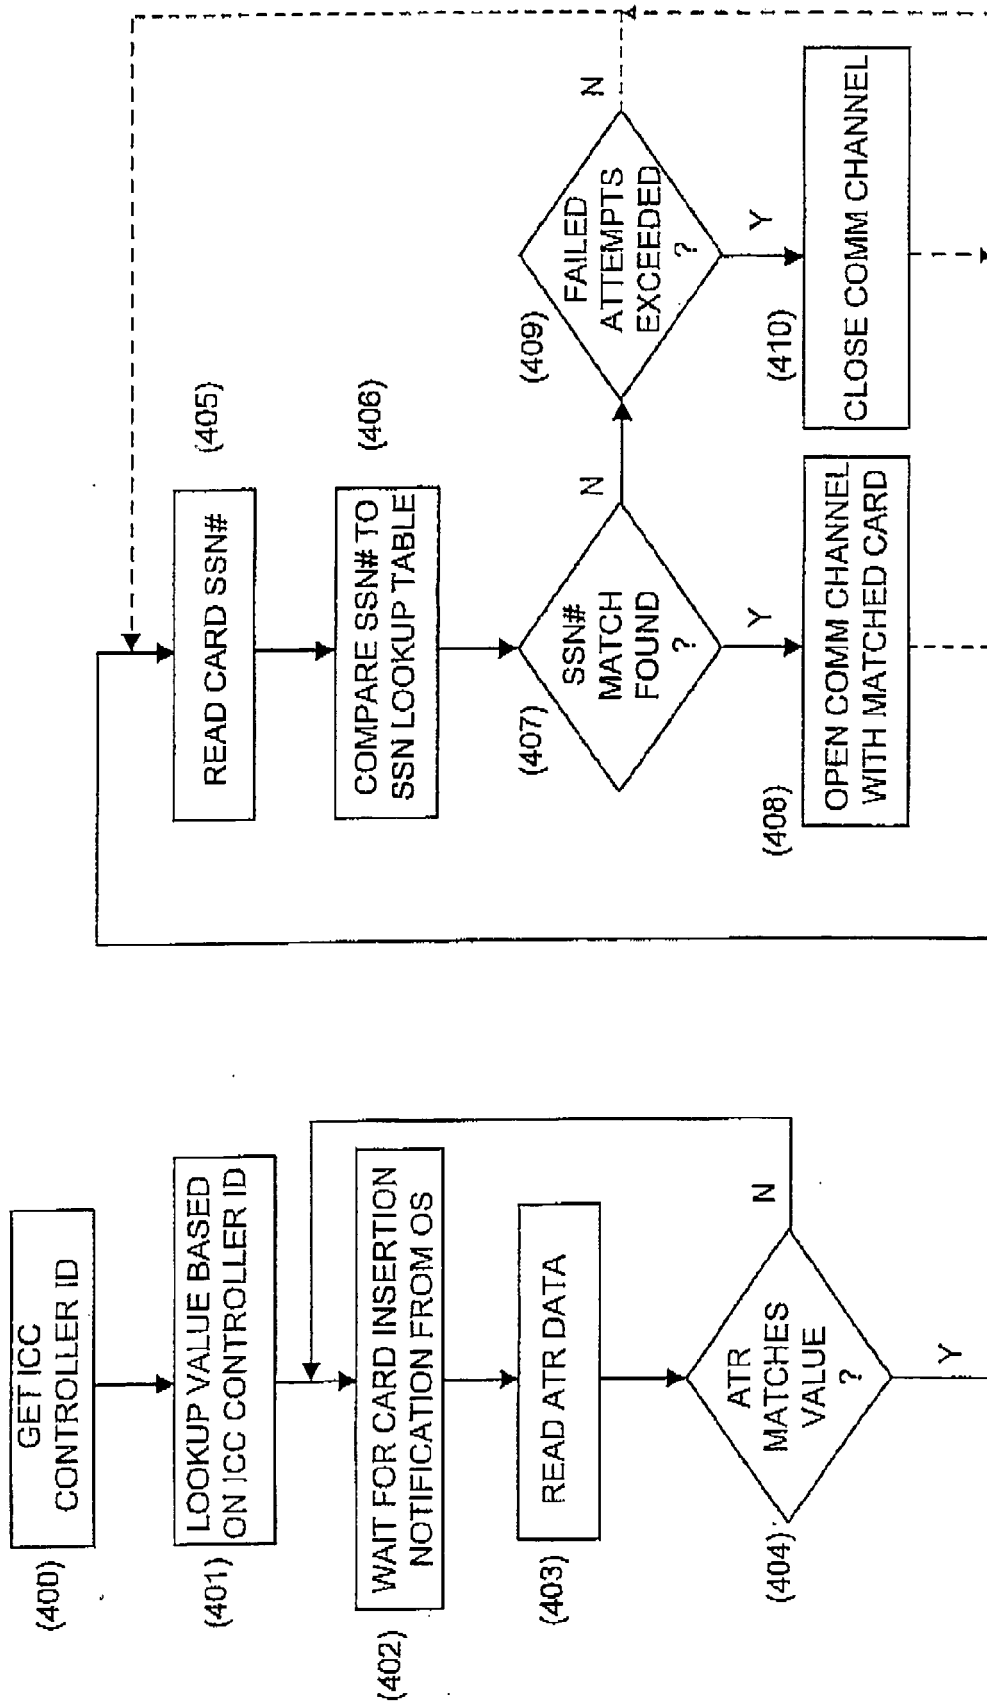 (400)
GET ICC
CONTROLLER ID
(401)
LOOKUP VALUE BASED
ON ICC CONTROLLER ID
(402)
WAIT FOR CARD INSERTION
NOTIFICATION FROM OS
(403)
READ ATR DATA
(404)
ATR
MATCHES
VALUE
?
N
Y
READ CARD SSN#
(405)
COMPARE SSN# TO
SSN LOOKUP TABLE
(406)
(407)
SSN#
MATCH
FOUND
?
N
Y
(408)
OPEN COMM CHANNEL
WITH MATCHED CARD
(409)
FAILED
ATTEMPTS
EXCEEDED
?
N
Y
(410)
CLOSE COMM CHANNEL